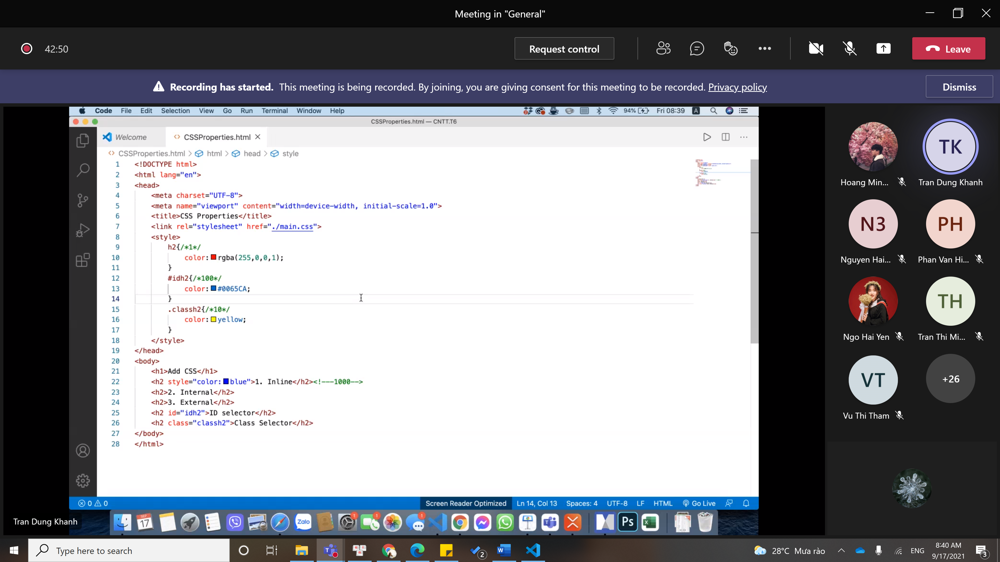 Meeting in "General"
42:50
Request control
Leave
Recording has started. This meeting is being recorded. By joining, you are giving consent for this meeting to be recorded. Privacy policy
Dismiss
Code File Edit Selection View Go Run Terminal Window Help
94% Fri 08:39 A
CSSProperties.html — CNTT.T6
Welcome
CSSProperties.html
CSSProperties.html > html > head > style
1 <!DOCTYPE html>
2 <html lang="en">
3 <head>
4 <meta charset="UTF-8">
5 <meta name="viewport" content="width=device-width, initial-scale=1.0">
6 <title>CSS Properties</title>
7 <link rel="stylesheet" href="./main.css">
8 <style>
9 h2{/*1*/
10 color: rgba(255,0,0,1);
11 }
12 #idh2{/*100*/
13 color: #0065CA;
14 }
15 .classh2{/*10*/
16 color: yellow;
17 }
18 </style>
19 </head>
20 <body>
21 <h1>Add CSS</h1>
22 <h2 style="color: blue">1. Inline</h2><!---1000-->
23 <h2>2. Internal</h2>
24 <h2>3. External</h2>
25 <h2 id="idh2">ID selector</h2>
26 <h2 class="classh2">Class Selector</h2>
27 </body>
28 </html>
0 0
Screen Reader Optimized Ln 14, Col 13 Spaces: 4 UTF-8 LF HTML Go Live
Tran Dung Khanh
SEP
17
Zalo
1
1
1
Ps
TK
Hoang Min... Tran Dung Khanh
N3 PH
Nguyen Hai... Phan Van Hi...
TH
Ngo Hai Yen Tran Thi Mi...
VT +26
Vu Thi Tham
Type here to search
2
28°C Mưa rào
ENG
8:40 AM
9/17/2021
3